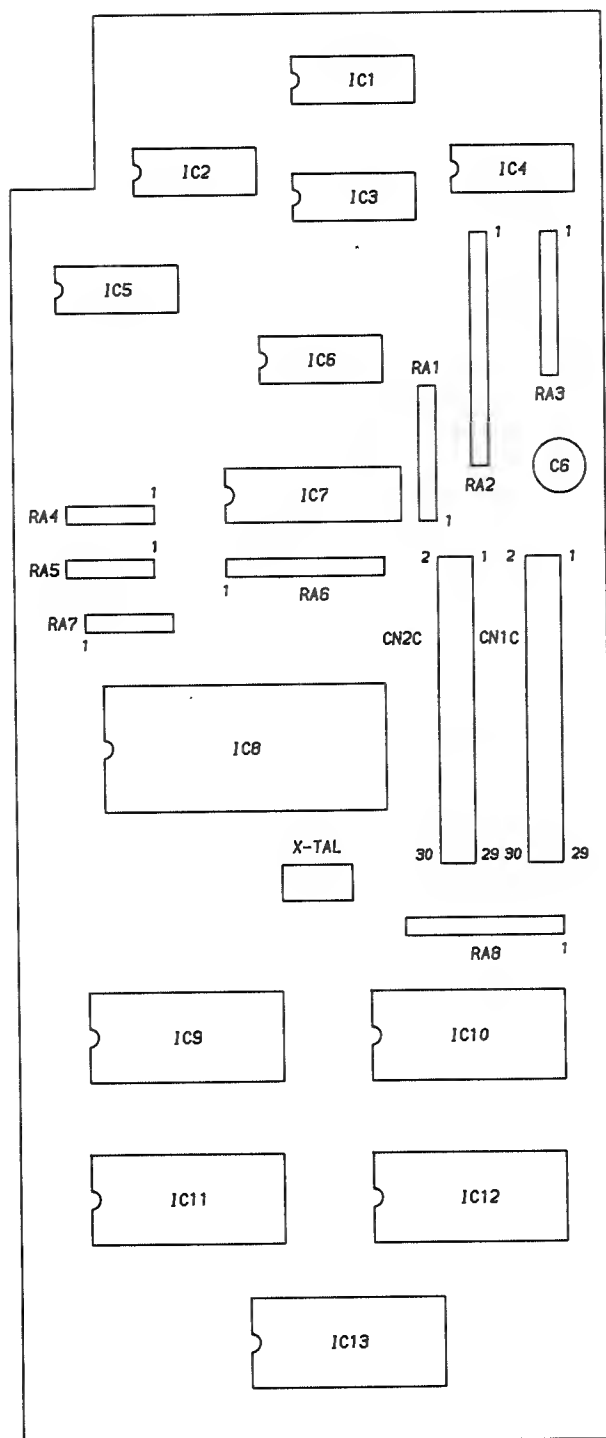 IC1
IC2
IC3
IC4
1 1
IC5
IC6
RA1
RA3
C6
RA2
1
IC7
1
RA4
1
RA5
1
RA6
2 1 2 1
RA7
1
CN2C CN1C
IC8
X-TAL
30 29 30 29
RA8 1
IC9
IC10
IC11
IC12
IC13